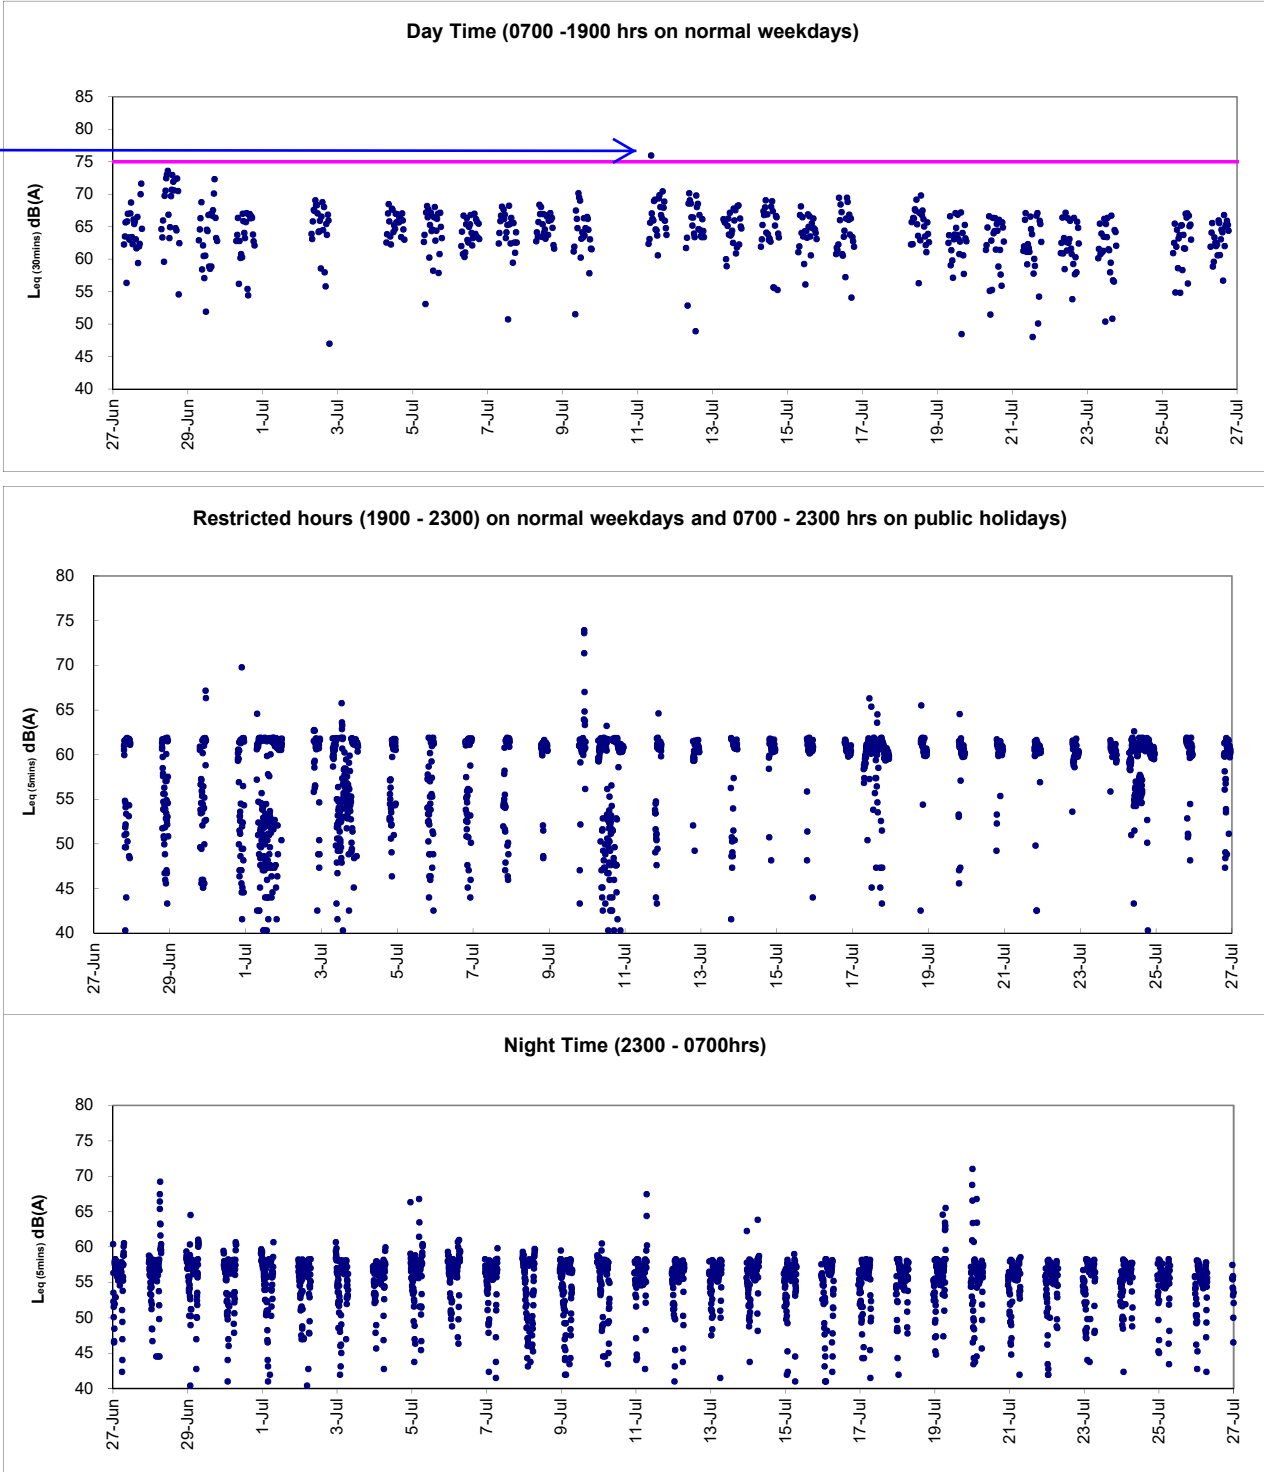 Day Time (0700 -1900 hrs on normal weekdays)
85
80
75
70
65
60
55
50
45
40
Leq (30mins) dB(A)
27-Jun
29-Jun
1-Jul
3-Jul
5-Jul
7-Jul
9-Jul
11-Jul
13-Jul
15-Jul
17-Jul
19-Jul
21-Jul
23-Jul
25-Jul
27-Jul
Restricted hours (1900 - 2300) on normal weekdays and 0700 - 2300 hrs on public holidays)
80
75
70
65
60
55
50
45
40
Leq (5mins) dB(A)
27-Jun
29-Jun
1-Jul
3-Jul
5-Jul
7-Jul
9-Jul
11-Jul
13-Jul
15-Jul
17-Jul
19-Jul
21-Jul
23-Jul
25-Jul
27-Jul
Night Time (2300 - 0700hrs)
80
75
70
65
60
55
50
45
40
Leq (5mins) dB(A)
27-Jun
29-Jun
1-Jul
3-Jul
5-Jul
7-Jul
9-Jul
11-Jul
13-Jul
15-Jul
17-Jul
19-Jul
21-Jul
23-Jul
25-Jul
27-Jul